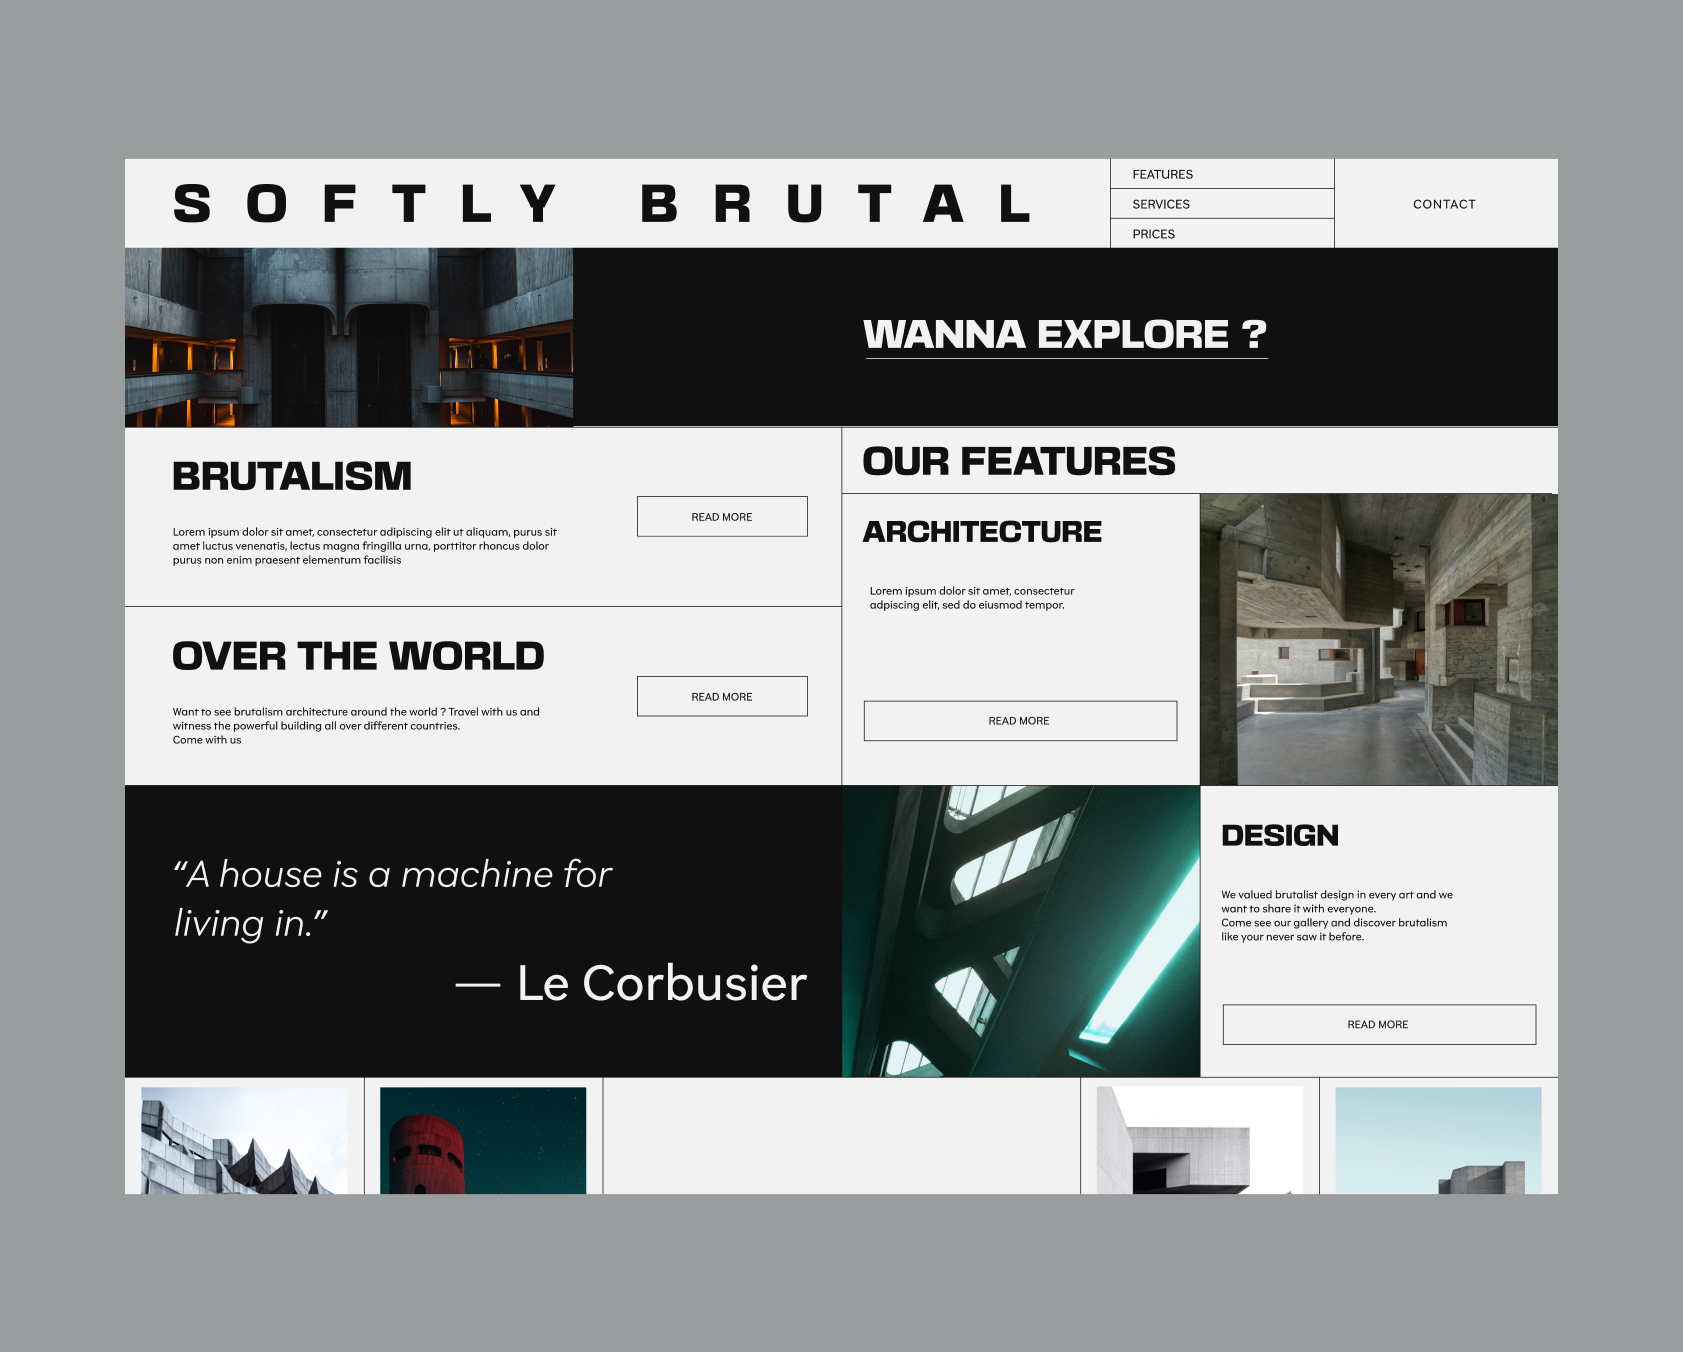 SOFTLY BRUTAL
FEATURES
SERVICES
PRICES
CONTACT
WANNA EXPLORE ?
BRUTALISM
Lorem ipsum dolor sit amet, consectetur adipiscing elit ut aliquam, purus sit
amet luctus venenatis, lectus magna fringilla urna, porttitor rhoncus dolor
purus non enim praesent elementum facilisis
READ MORE
OVER THE WORLD
Want to see brutalism architecture around the world ? Travel with us and
witness the powerful building all over different countries.
Come with us
READ MORE
OUR FEATURES
ARCHITECTURE
Lorem ipsum dolor sit amet, consectetur
adpiscing elit, sed do eiusmod tempor.
READ MORE
“A house is a machine for
living in.”
— Le Corbusier
DESIGN
We valued brutalist design in every art and we
want to share it with everyone.
Come see our gallery and discover brutalism
like your never saw it before.
READ MORE